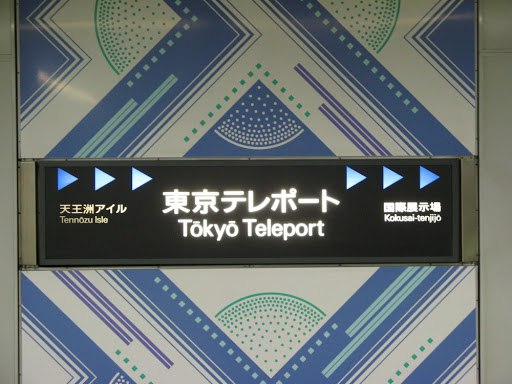 天王洲アイル
Tennōzu Isle
東京テレポート
Tōkyō Teleport
国際展示場
Kokusai-tenjijō